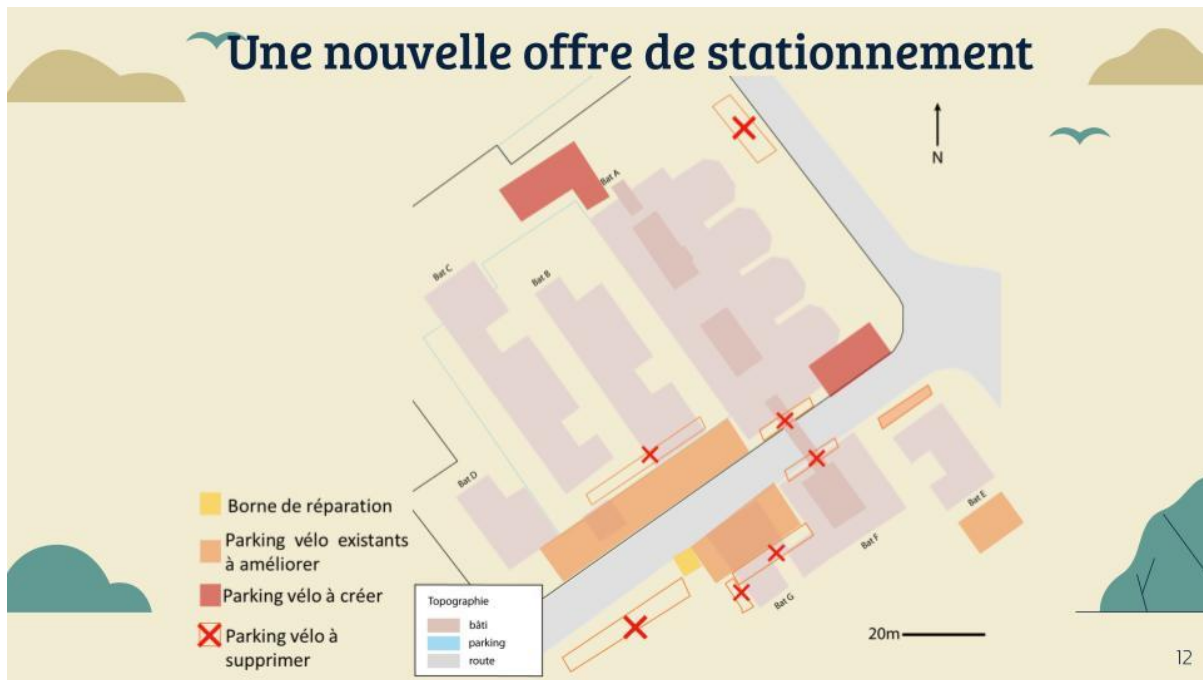 Une nouvelle offre de stationnement
N
Bat A
Bat C
Bat B
Bat D
Bat E
Bat F
Bat G
Borne de réparation
Parking vélo existants
à améliorer
Parking vélo à créer
Parking vélo à
supprimer
Topographie
bâti
parking
route
20m
12